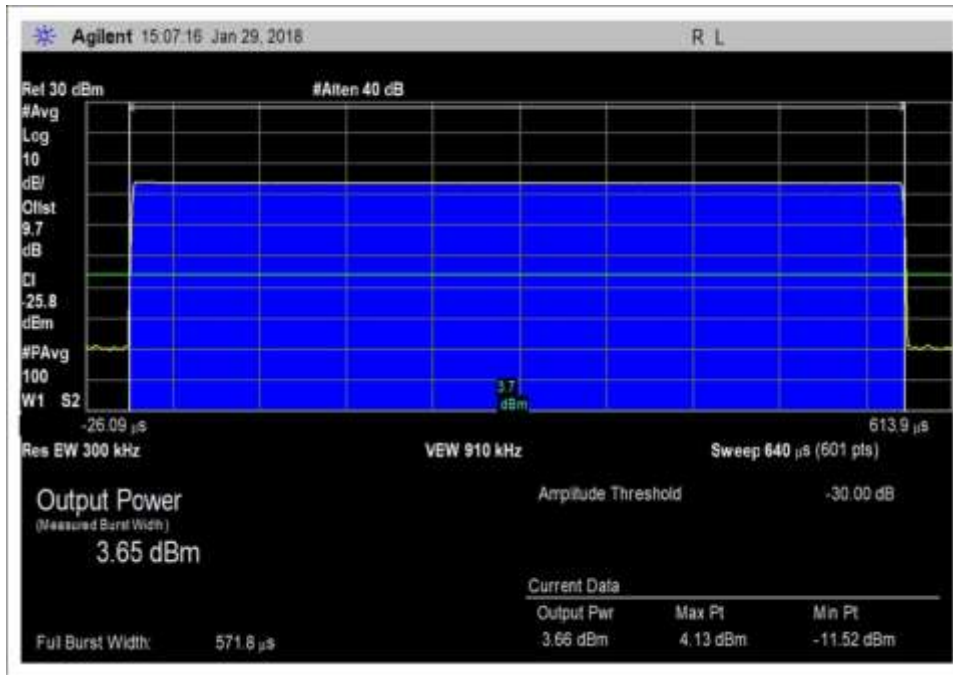 Agilent 15:07:16 Jan 29, 2018 R L
Ref 30 dBm #Atten 40 dB
#Avg
Log
10
dB/
Offst
9.7
dB
DI
-25.8
dBm
#PAvg
100
W1 S2
3.7
dBm
-26.09 µs 613.9 µs
Res BW 300 kHz VBW 910 kHz Sweep 640 µs (601 pts)
Output Power
(Measured Burst Width)
3.65 dBm
Amplitude Threshold -30.00 dB
Current Data
Output Pwr Max Pt Min Pt
3.66 dBm 4.13 dBm -11.52 dBm
Full Burst Width: 571.8 µs